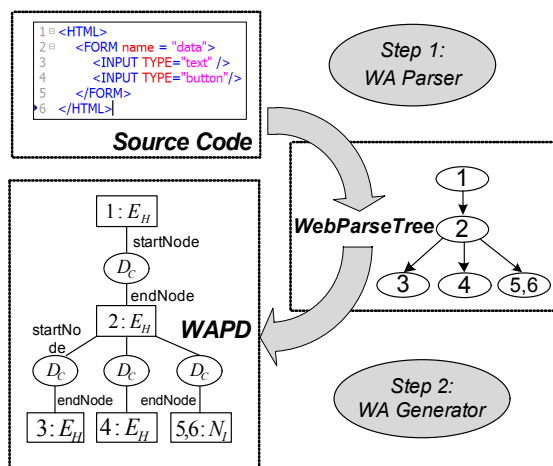 1 <HTML>
2 <FORM name = "data">
3 <INPUT TYPE="text" />
4 <INPUT TYPE="button"/>
5 </FORM>
6 </HTML>
Source Code
Step 1:
WA Parser
WebParseTree
1
2
3 4 5,6
1: E_H
startNode
D_C
endNode
2: E_H
WAPD
startNo
de
D_C D_C D_C
endNode endNode
3: E_H 4: E_H 5,6: N_I
Step 2:
WA Generator